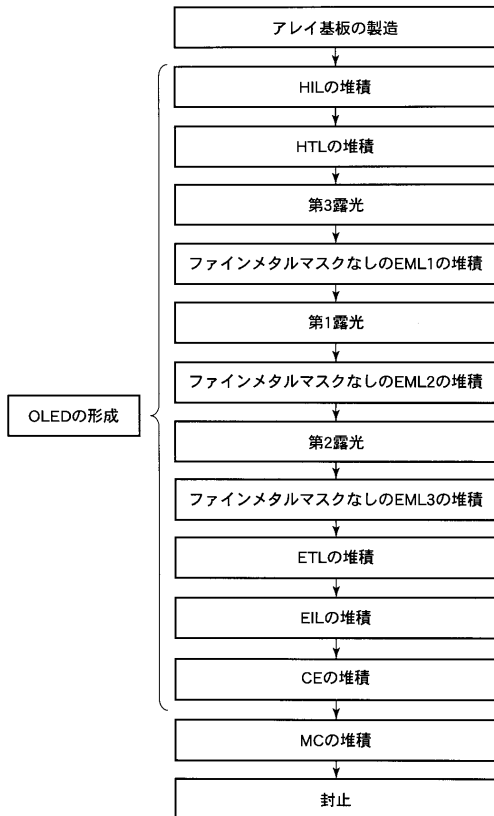 アレイ基板の製造
HILの堆積
HTLの堆積
第3露光
ファインメタルマスクなしのEML1の堆積
第1露光
ファインメタルマスクなしのEML2の堆積
OLEDの形成
第2露光
ファインメタルマスクなしのEML3の堆積
ETLの堆積
EILの堆積
CEの堆積
MCの堆積
封止